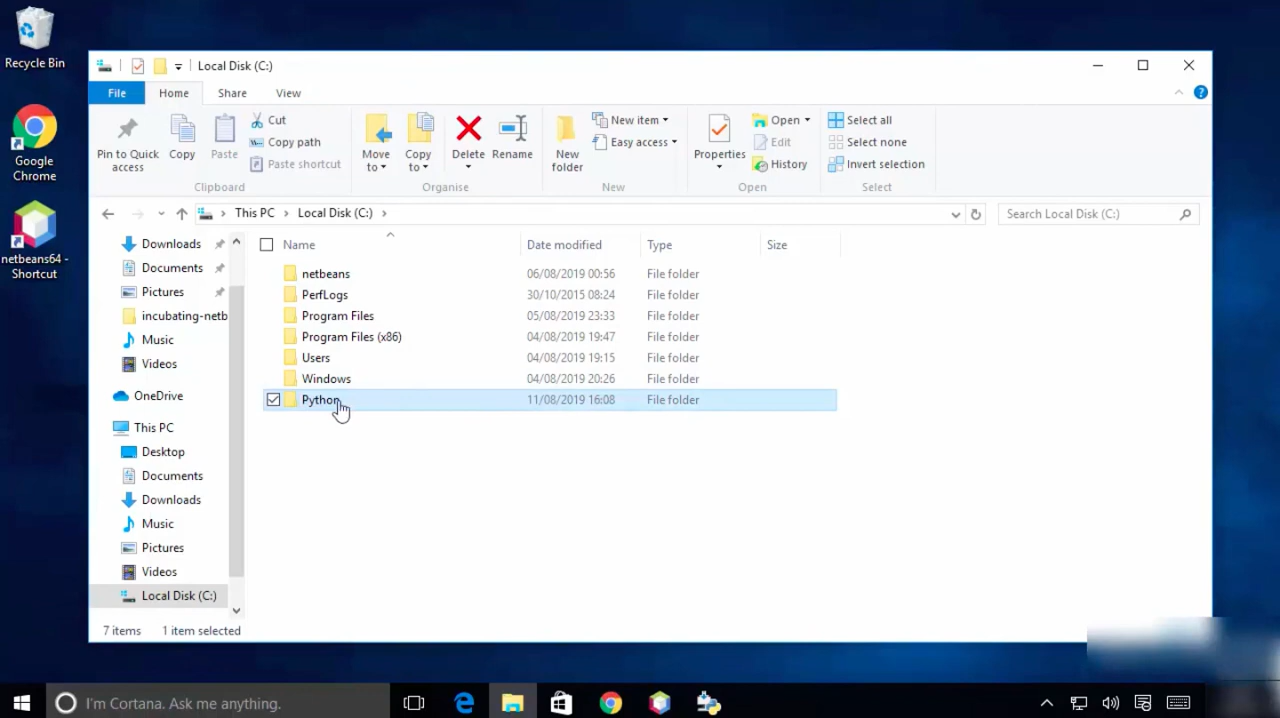 Recycle Bin
Google
Chrome
netbeans64 -
Shortcut
Local Disk (C:)
File Home Share View
Pin to Quick
access
Copy
Paste
Cut
Copy path
Paste shortcut
Clipboard
Move
to
Copy
to
Delete
Rename
Organise
New
folder
New item
Easy access
New
Properties
Open
Edit
History
Open
Select all
Select none
Invert selection
Select
This PC > Local Disk (C:) >
Search Local Disk (C:)
Downloads
Documents
Pictures
incubating-netb
Music
Videos
OneDrive
This PC
Desktop
Documents
Downloads
Music
Pictures
Videos
Local Disk (C:)
Name Date modified Type Size
netbeans 06/08/2019 00:56 File folder
PerfLogs 30/10/2015 08:24 File folder
Program Files 05/08/2019 23:33 File folder
Program Files (x86) 04/08/2019 19:47 File folder
Users 04/08/2019 19:15 File folder
Windows 04/08/2019 20:26 File folder
Python 11/08/2019 16:08 File folder
7 items 1 item selected
I'm Cortana. Ask me anything.